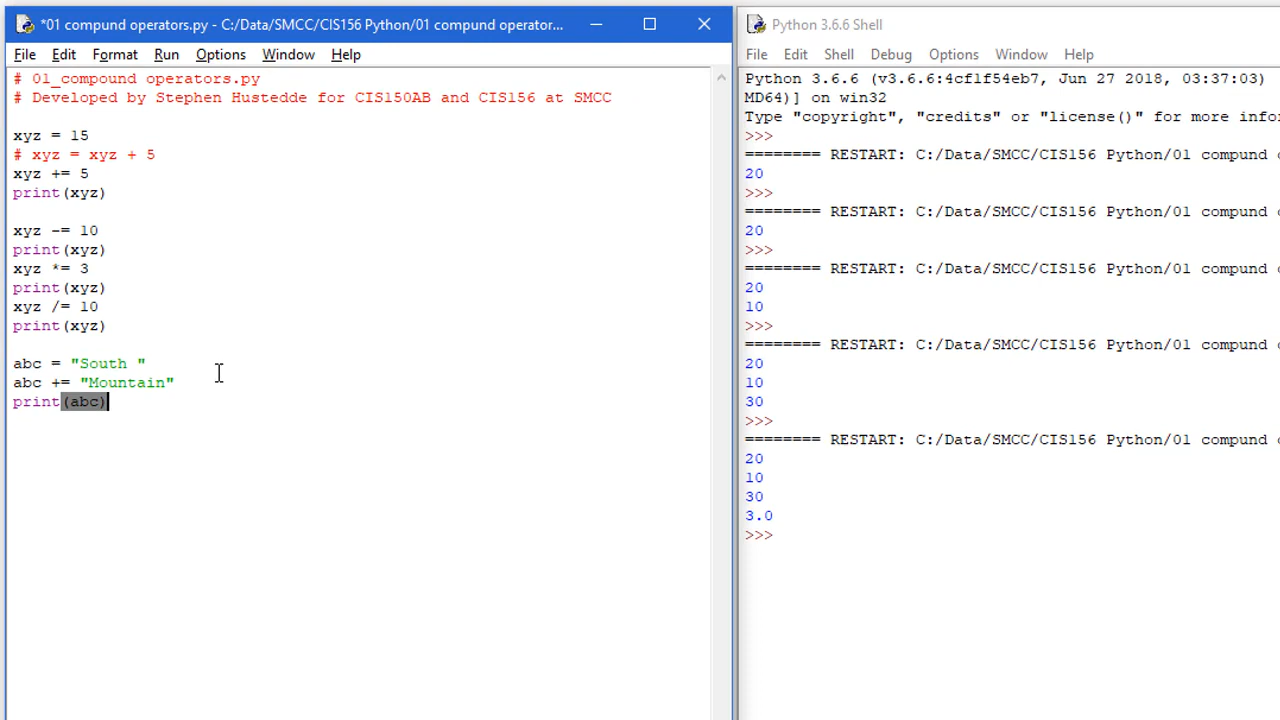 *01 compund operators.py - C:/Data/SMCC/CIS156 Python/01 compund operator...
File Edit Format Run Options Window Help
# 01_compound operators.py
# Developed by Stephen Hustedde for CIS150AB and CIS156 at SMCC
xyz = 15
# xyz = xyz + 5
xyz += 5
print(xyz)
xyz -= 10
print(xyz)
xyz *= 3
print(xyz)
xyz /= 10
print(xyz)
abc = "South "
abc += "Mountain"
print(abc)
Python 3.6.6 Shell
File Edit Shell Debug Options Window Help
Python 3.6.6 (v3.6.6:4cf1f54eb7, Jun 27 2018, 03:37:03)
MD64)] on win32
Type "copyright", "credits" or "license()" for more info
>>>
======== RESTART: C:/Data/SMCC/CIS156 Python/01 compund
20
>>>
======== RESTART: C:/Data/SMCC/CIS156 Python/01 compund
20
>>>
======== RESTART: C:/Data/SMCC/CIS156 Python/01 compund
20
10
>>>
======== RESTART: C:/Data/SMCC/CIS156 Python/01 compund
20
10
30
>>>
======== RESTART: C:/Data/SMCC/CIS156 Python/01 compund
20
10
30
3.0
>>>